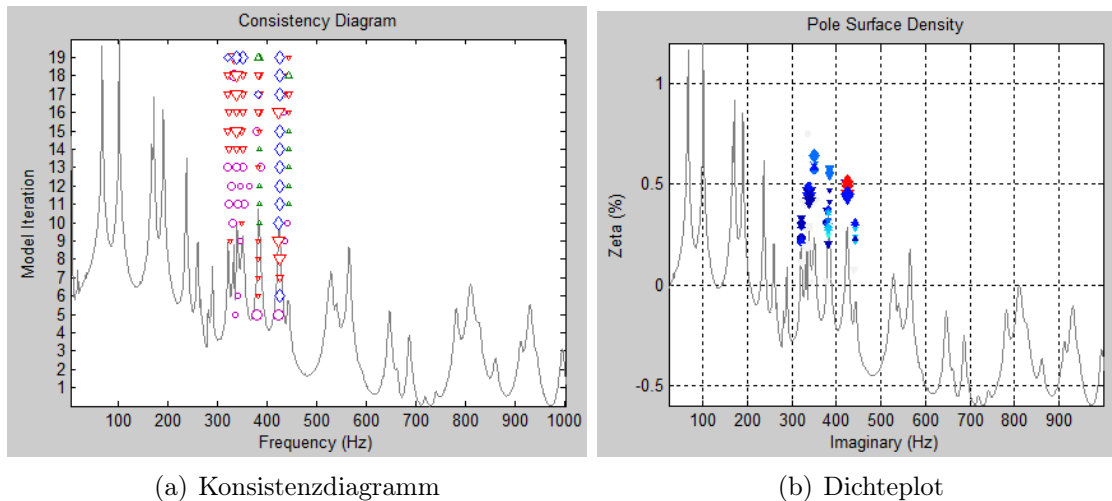 Consistency Diagram
Model Iteration
19
18
17
16
15
14
13
12
11
10
9
8
7
6
5
4
3
2
1
100 200 300 400 500 600 700 800 900 1000
Frequency (Hz)
(a) Konsistenzdiagramm
Pole Surface Density
Zeta (%)
1
0.5
0
-0.5
100 200 300 400 500 600 700 800 900
Imaginary (Hz)
(b) Dichteplot